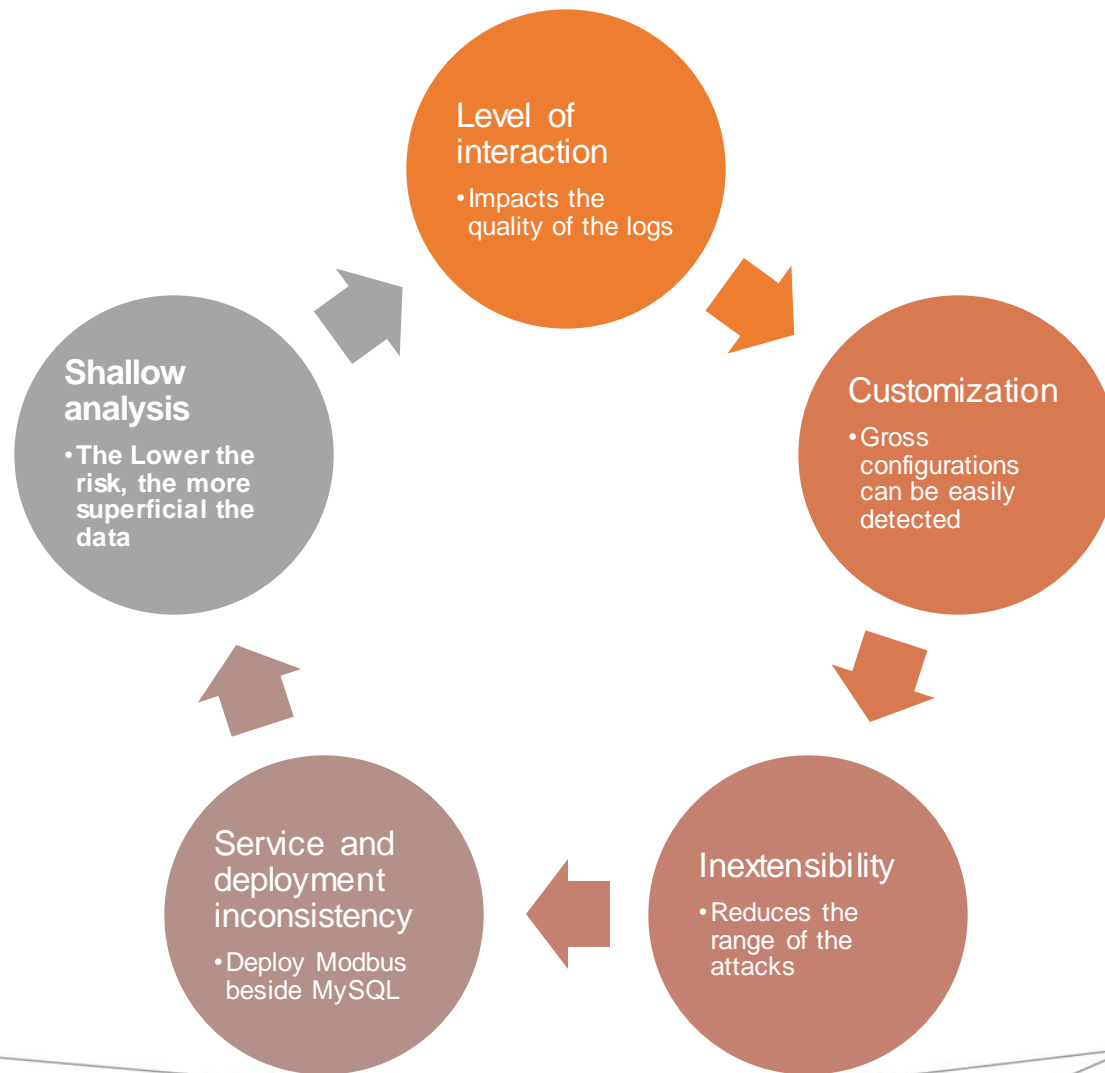 Level of
interaction
•Impacts the
quality of the logs
Customization
•Gross
configurations
can be easily
detected
Inextensibility
•Reduces the
range of the
attacks
Service and
deployment
inconsistency
•Deploy Modbus
beside MySQL
Shallow
analysis
•The Lower the
risk, the more
superficial the
data